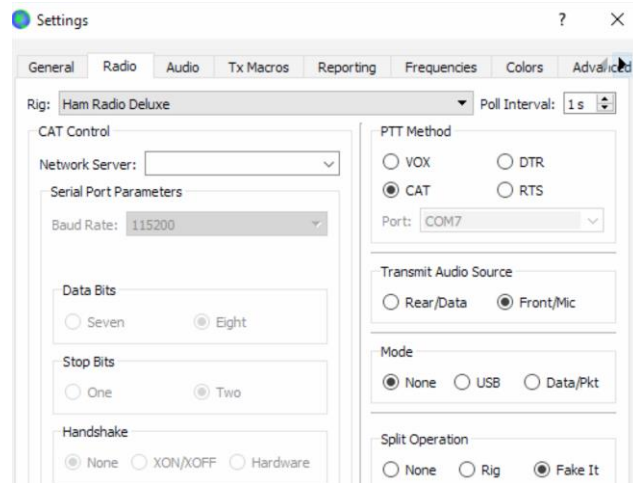 Settings ?
General Radio Audio Tx Macros Reporting Frequencies Colors Advanced
Rig: Ham Radio Deluxe Poll Interval: 1 s
CAT Control
Network Server:
Serial Port Parameters
Baud Rate: 115200
Data Bits
Seven Eight
Stop Bits
One Two
Handshake
None XON/XOFF Hardware
PTT Method
VOX DTR
CAT RTS
Port: COM7
Transmit Audio Source
Rear/Data Front/Mic
Mode
None USB Data/Pkt
Split Operation
None Rig Fake It